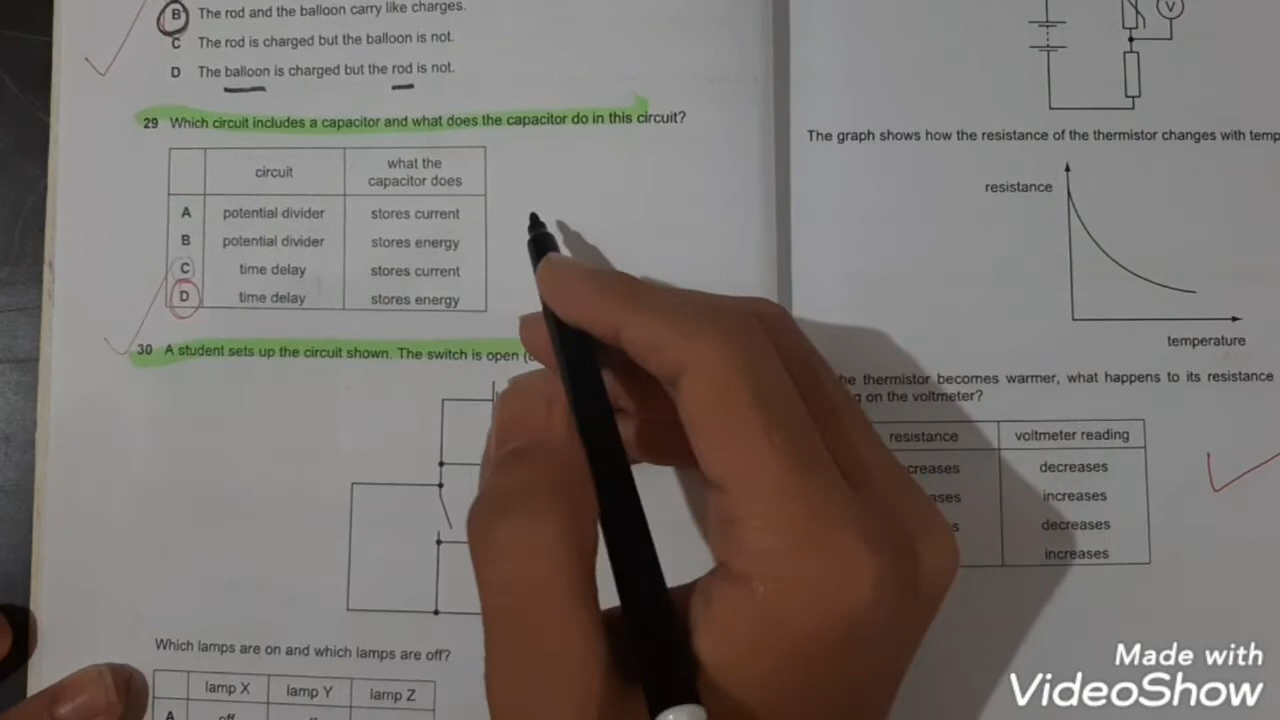 B The rod and the balloon carry like charges.
C The rod is charged but the balloon is not.
D The balloon is charged but the rod is not.
29 Which circuit includes a capacitor and what does the capacitor do in this circuit?
circuit what the capacitor does
A potential divider stores current
B potential divider stores energy
C time delay stores current
D time delay stores energy
30 A student sets up the circuit shown. The switch is open
Which lamps are on and which lamps are off?
lamp X lamp Y lamp Z
A off
V
The graph shows how the resistance of the thermistor changes with
resistance
temperature
thermistor becomes warmer, what happens to its resistance
on the voltmeter?
resistance voltmeter reading
decreases
increases
decreases
increases
Made with
VideoShow